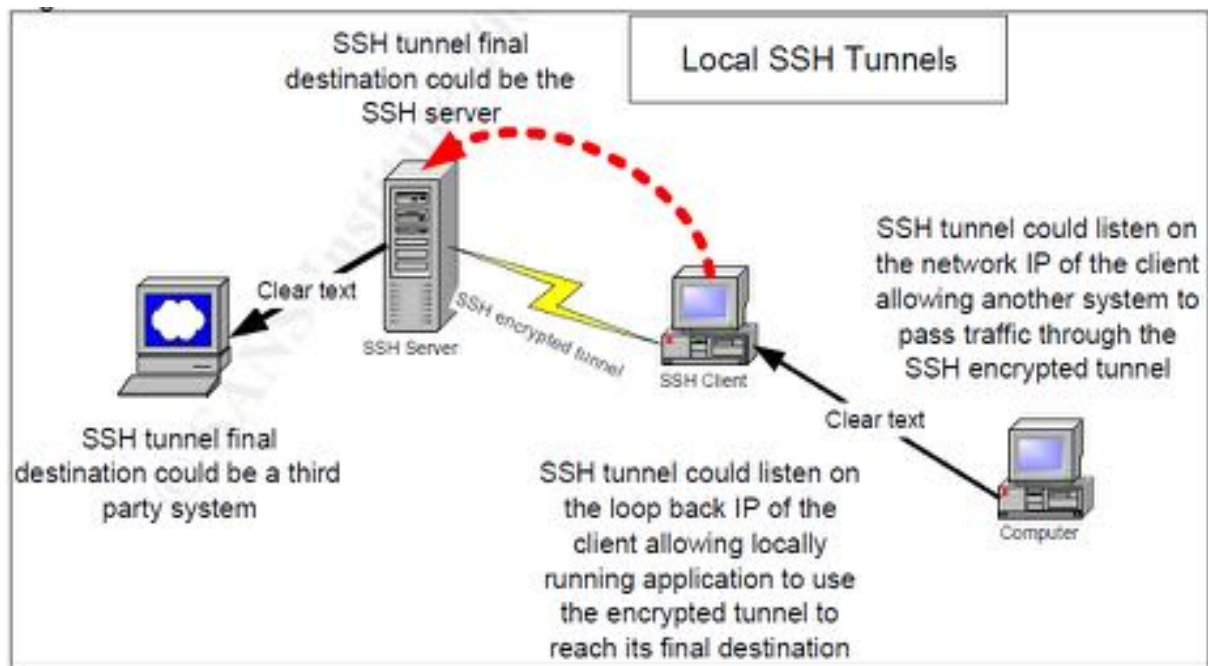 SSH tunnel final
destination could be the
SSH server
Local SSH Tunnels
SSH tunnel could listen on
the network IP of the client
allowing another system to
pass traffic through the
SSH encrypted tunnel
Clear text
SSH Server
SSH encrypted tunnel
SSH Client
Clear text
SSH tunnel final
destination could be a third
party system
SSH tunnel could listen on
the loop back IP of the
client allowing locally
running application to use
the encrypted tunnel to
reach its final destination
Computer